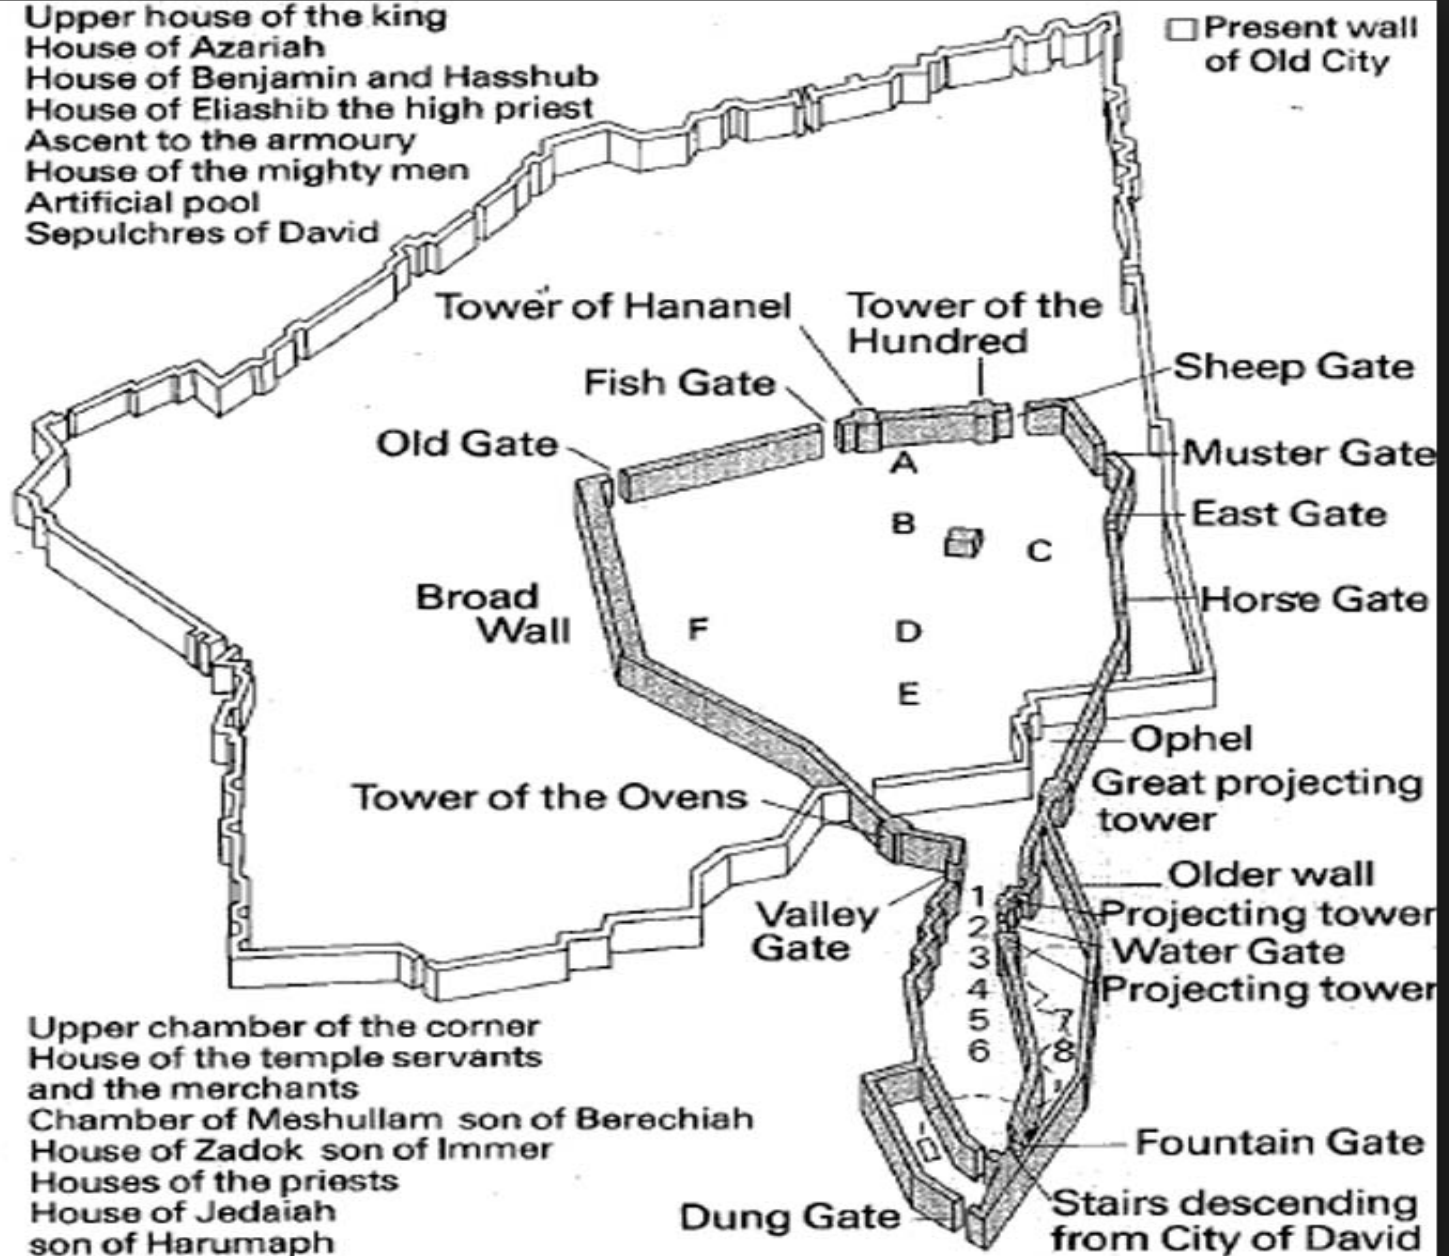 Upper house of the king
House of Azariah
House of Benjamin and Hasshub
House of Eliashib the high priest
Ascent to the armoury
House of the mighty men
Artificial pool
Sepulchres of David
Present wall
of Old City
Tower of Hananel
Tower of the
Hundred
Fish Gate
Sheep Gate
Old Gate
Muster Gate
A
B
East Gate
C
Broad
Wall
Horse Gate
F
D
E
Ophel
Tower of the Ovens
Great projecting
tower
Older wall
Valley
Gate
1
Projecting tower
2
Water Gate
3
Projecting tower
4
5
7
6
8
Upper chamber of the corner
House of the temple servants
and the merchants
Chamber of Meshullam son of Berechiah
House of Zadok son of Immer
Houses of the priests
House of Jedaiah
son of Harumaph
Fountain Gate
Dung Gate
Stairs descending
from City of David